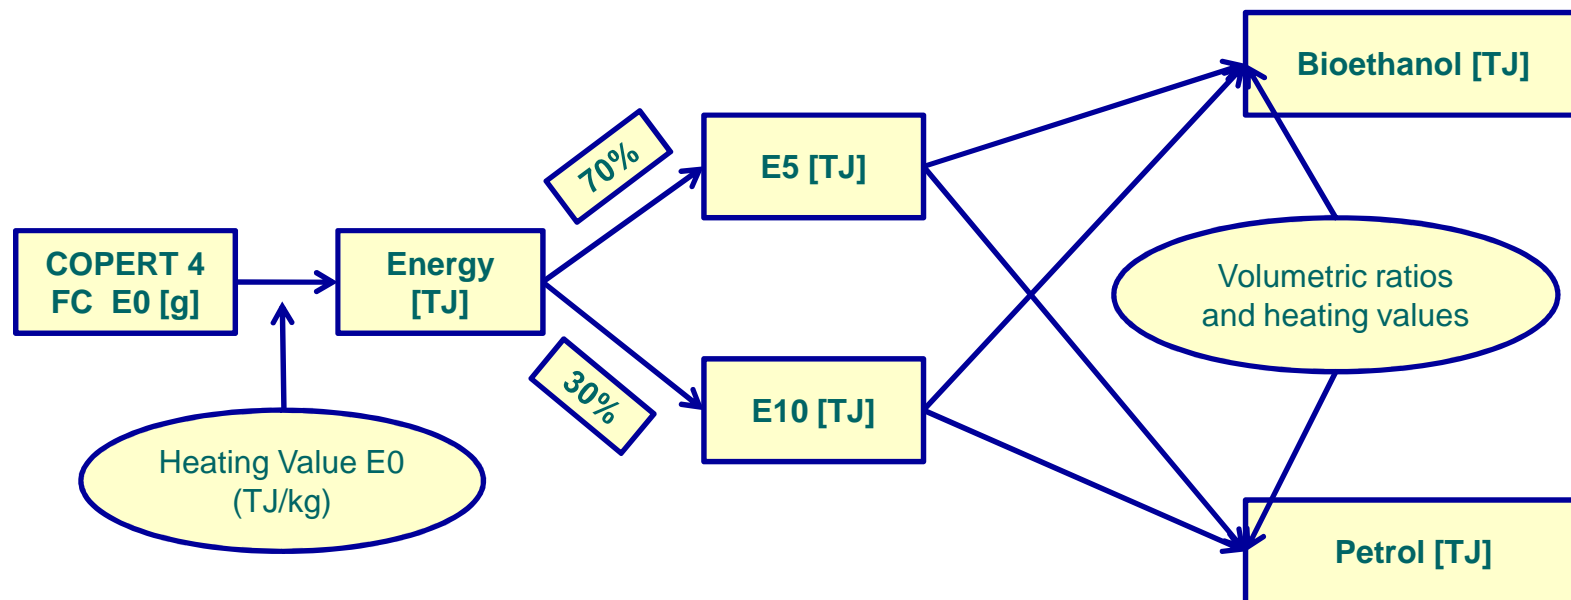 COPERT 4
FC  E0 [g]
Heating Value E0
(TJ/kg)
Energy
[TJ]
70%
30%
E5 [TJ]
E10 [TJ]
Bioethanol [TJ]
Volumetric ratios
and heating values
Petrol [TJ]